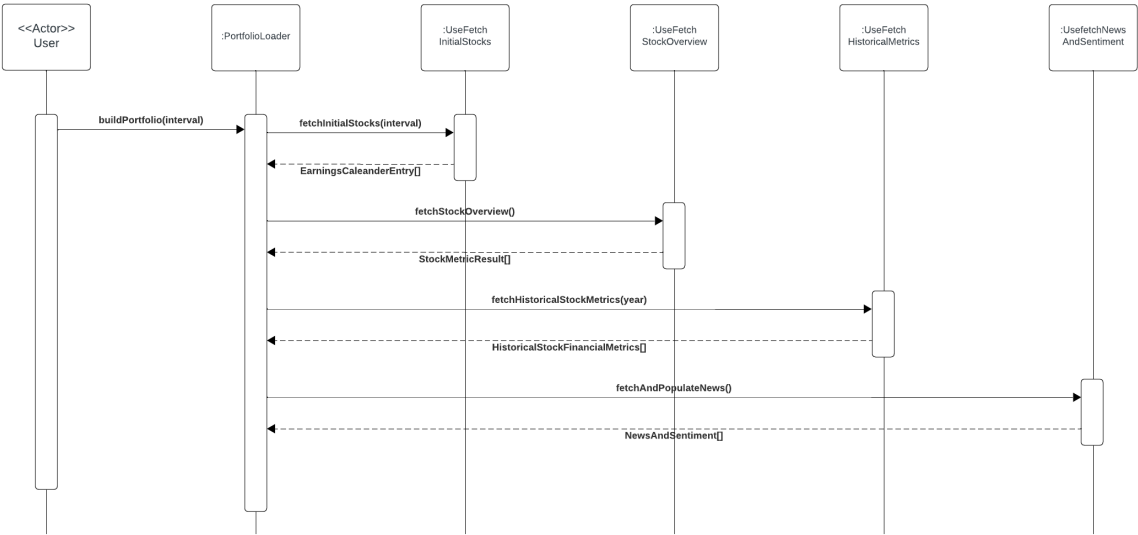 <<Actor>>
User
:PortfolioLoader
:UseFetch
InitialStocks
:UseFetch
StockOverview
:UseFetch
HistoricalMetrics
:UsefetchNews
AndSentiment
buildPortfolio(interval)
fetchInitialStocks(interval)
EarningsCaleanderEntry[]
fetchStockOverview()
StockMetricResult[]
fetchHistoricalStockMetrics(year)
HistoricalStockFinancialMetrics[]
fetchAndPopulateNews()
NewsAndSentiment[]